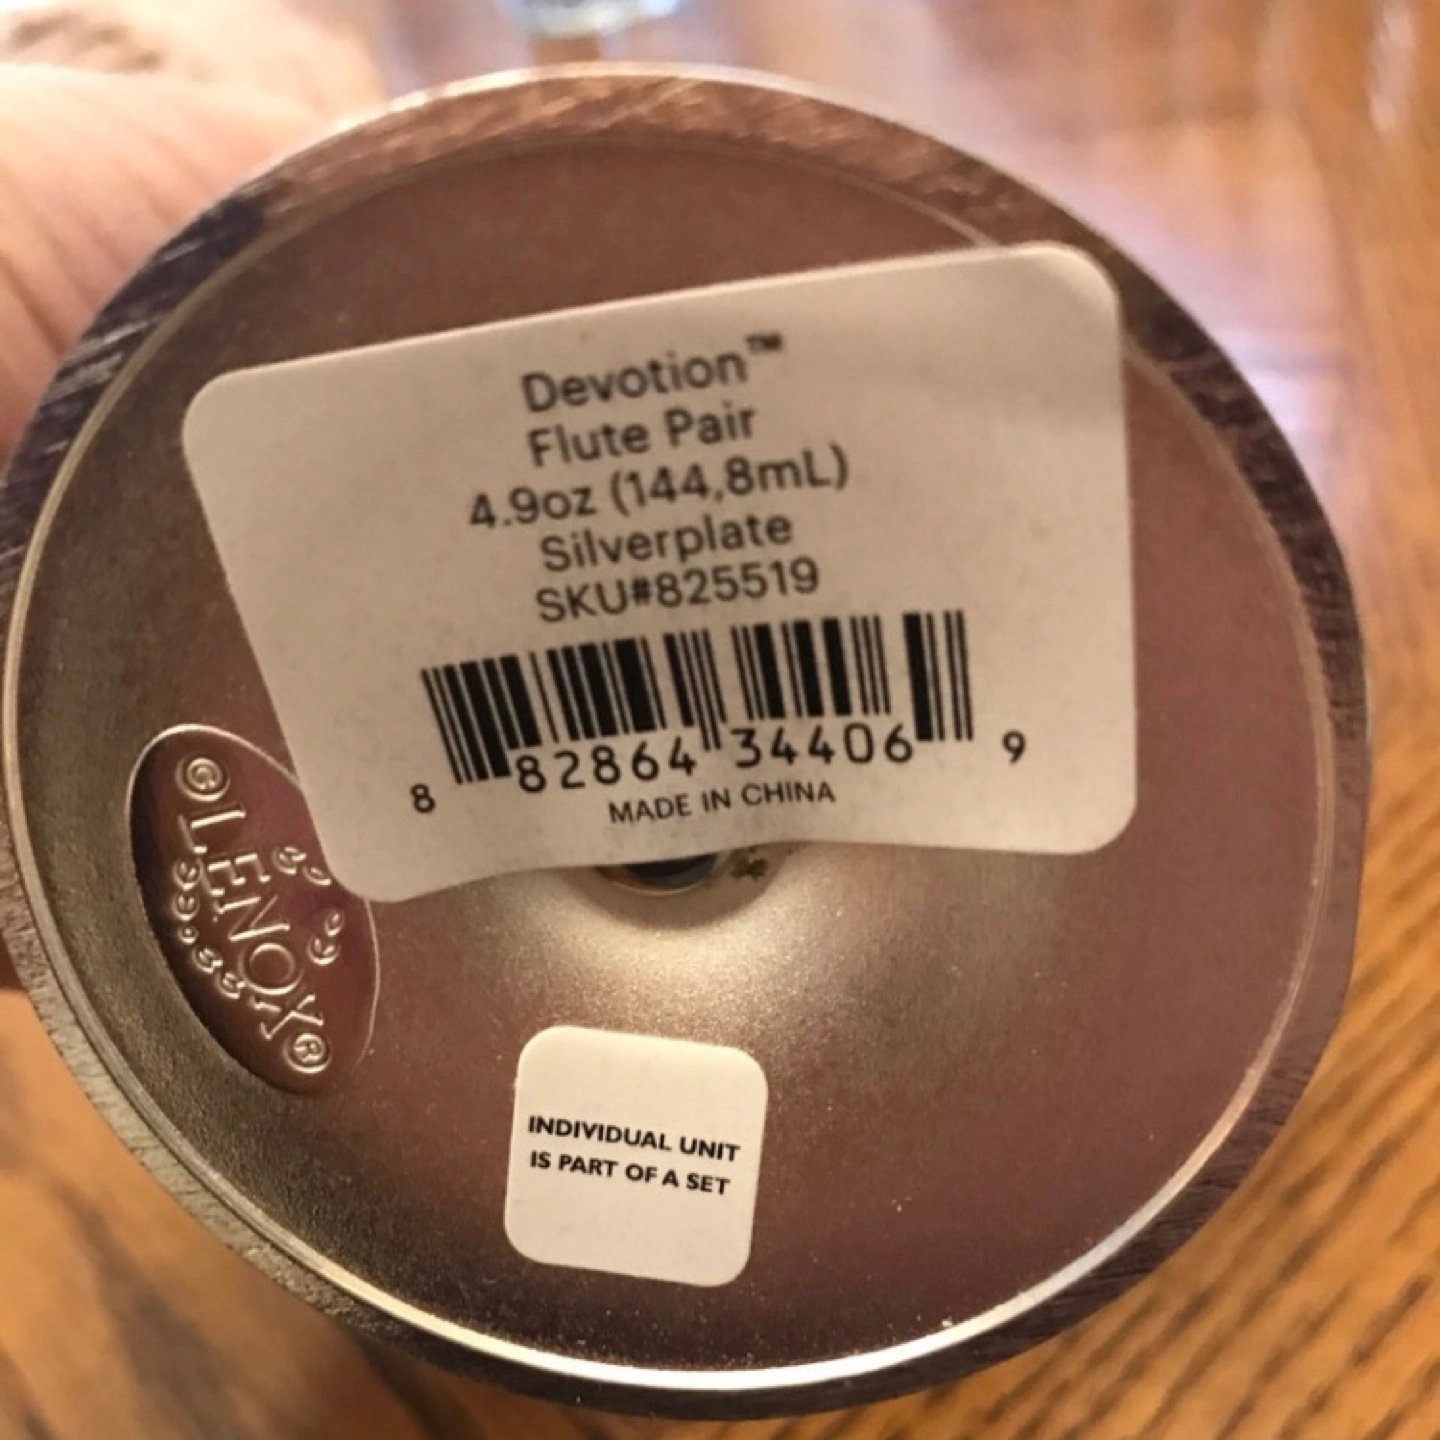 Devotion™
Flute Pair
4.9oz (144,8mL)
Silverplate
SKU#825519
8 82864 34406 9
MADE IN CHINA
©LENOX®
INDIVIDUAL UNIT
IS PART OF A SET